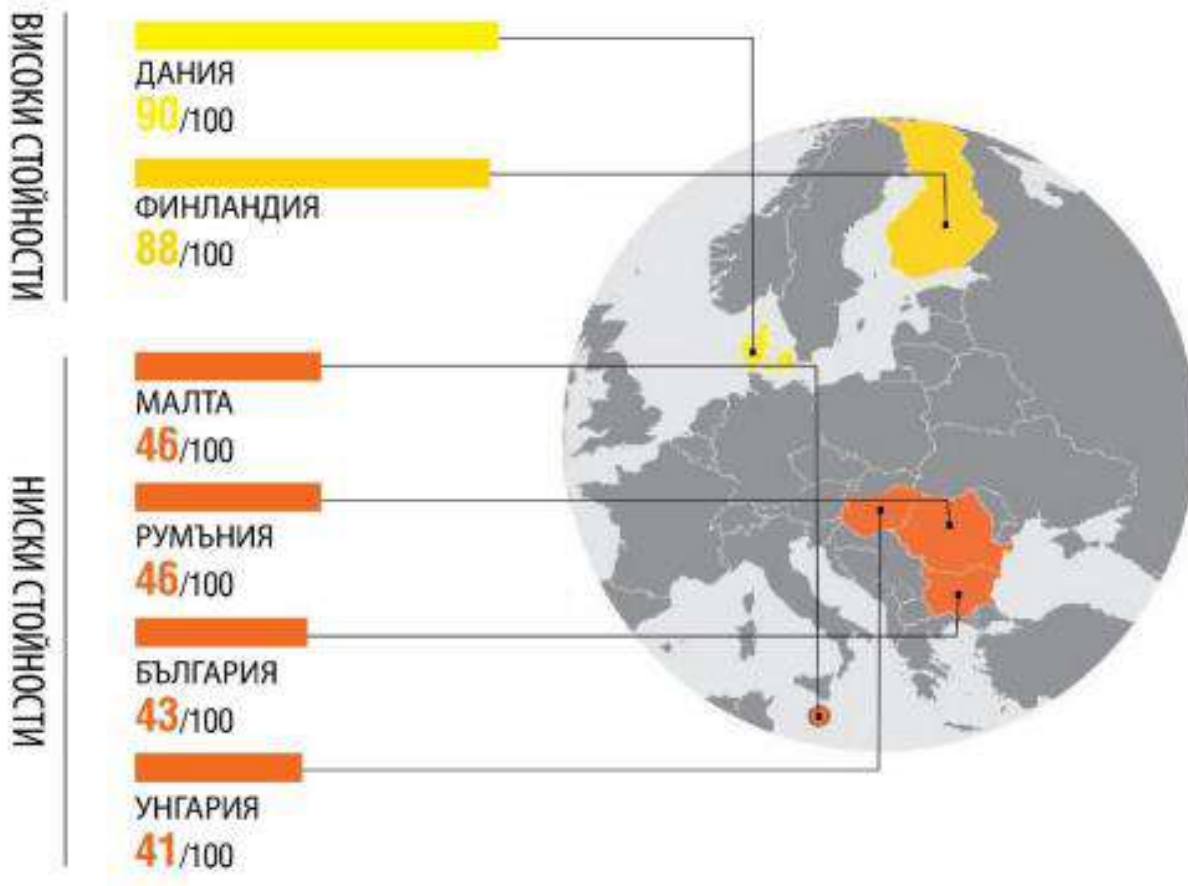 ВИСОКИ СТОЙНОСТИ
ДАНИЯ
90/100
ФИНЛАНДИЯ
88/100
НИСКИ СТОЙНОСТИ
МАЛТА
46/100
РУМЪНИЯ
46/100
БЪЛГАРИЯ
43/100
УНГАРИЯ
41/100